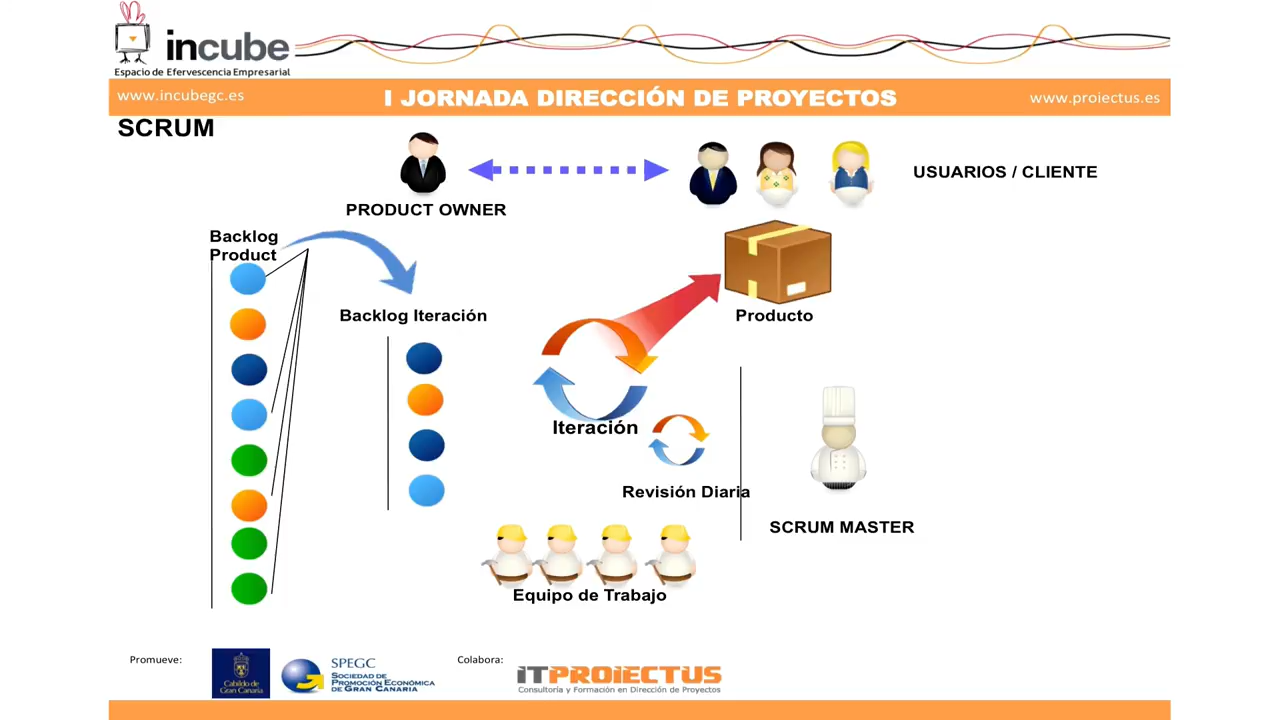 incube
Espacio de Efervescencia Empresarial
www.incubegc.es
I JORNADA DIRECCIÓN DE PROYECTOS
www.proiectus.es
SCRUM
PRODUCT OWNER
USUARIOS / CLIENTE
Backlog
Product
Backlog Iteración
Producto
Iteración
Revisión Diaria
SCRUM MASTER
Equipo de Trabajo
Promueve:
Cabildo de
Gran Canaria
SPEGC
SOCIEDAD DE
PROMOCIÓN ECONÓMICA
DE GRAN CANARIA
Colabora:
iTPROiECTUS
Consultoría y Formación en Dirección de Proyectos